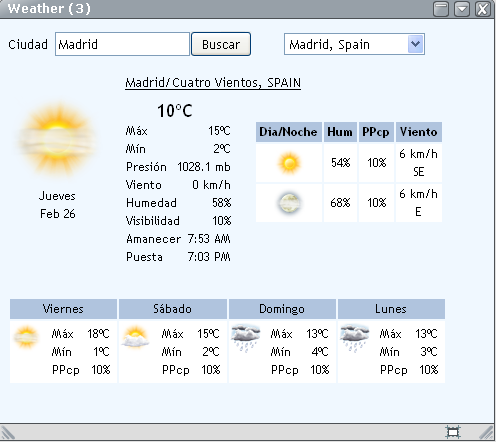 Weather (3)
Ciudad Madrid Buscar Madrid, Spain
Madrid/Cuatro Vientos, SPAIN
10ºC
Máx 15ºC
Mín 2ºC
Presión 1028.1 mb
Viento 0 km/h
Humedad 58%
Visibilidad 10%
Amanecer 7:53 AM
Puesta 7:03 PM
Jueves
Feb 26
Dia/Noche Hum PPcp Viento
54% 10% 6 km/h SE
68% 10% 6 km/h E
Viernes Sábado Domingo Lunes
Máx 18ºC Máx 15ºC Máx 13ºC Máx 13ºC
Mín 1ºC Mín 2ºC Mín 4ºC Mín 3ºC
PPcp 10% PPcp 10% PPcp 10% PPcp 10%